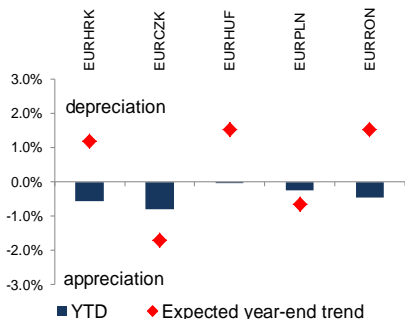 EURHRK
EURCZK
EURHUF
EURPLN
EURRON
3.0%
2.0%
depreciation
1.0%
0.0%
-1.0%
-2.0%
appreciation
-3.0%
YTD Expected year-end trend